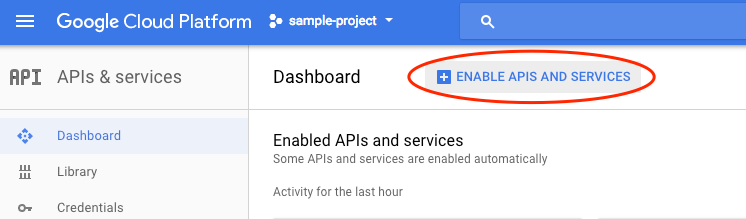 Google Cloud Platform
sample-project
API
APIs & services
Dashboard
ENABLE APIS AND SERVICES
Dashboard
Library
Credentials
Enabled APIs and services
Some APIs and services are enabled automatically
Activity for the last hour